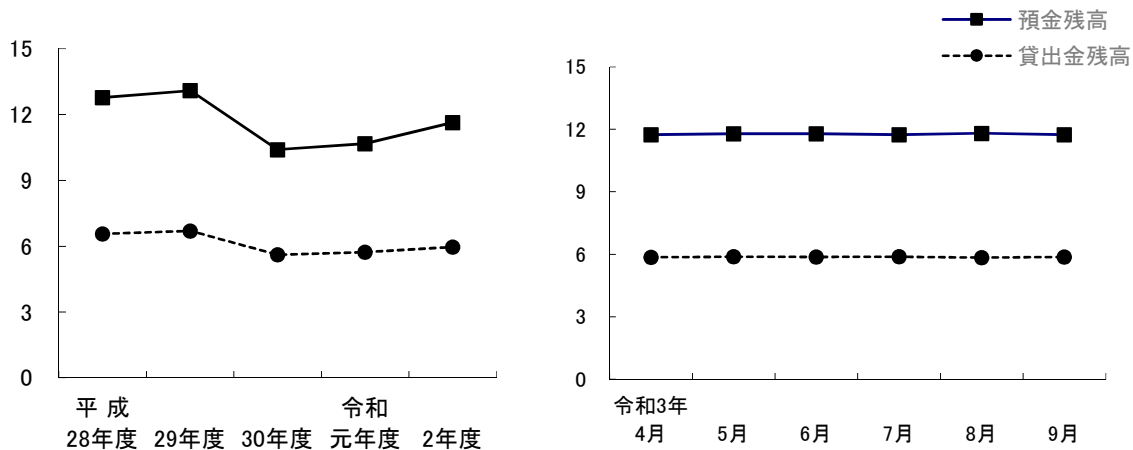 預金残高
貸出金残高
15
12
9
6
3
0
平 成
令和
28年度 29年度 30年度 元年度 2年度
15
12
9
6
3
0
令和3年
4月 5月 6月 7月 8月 9月